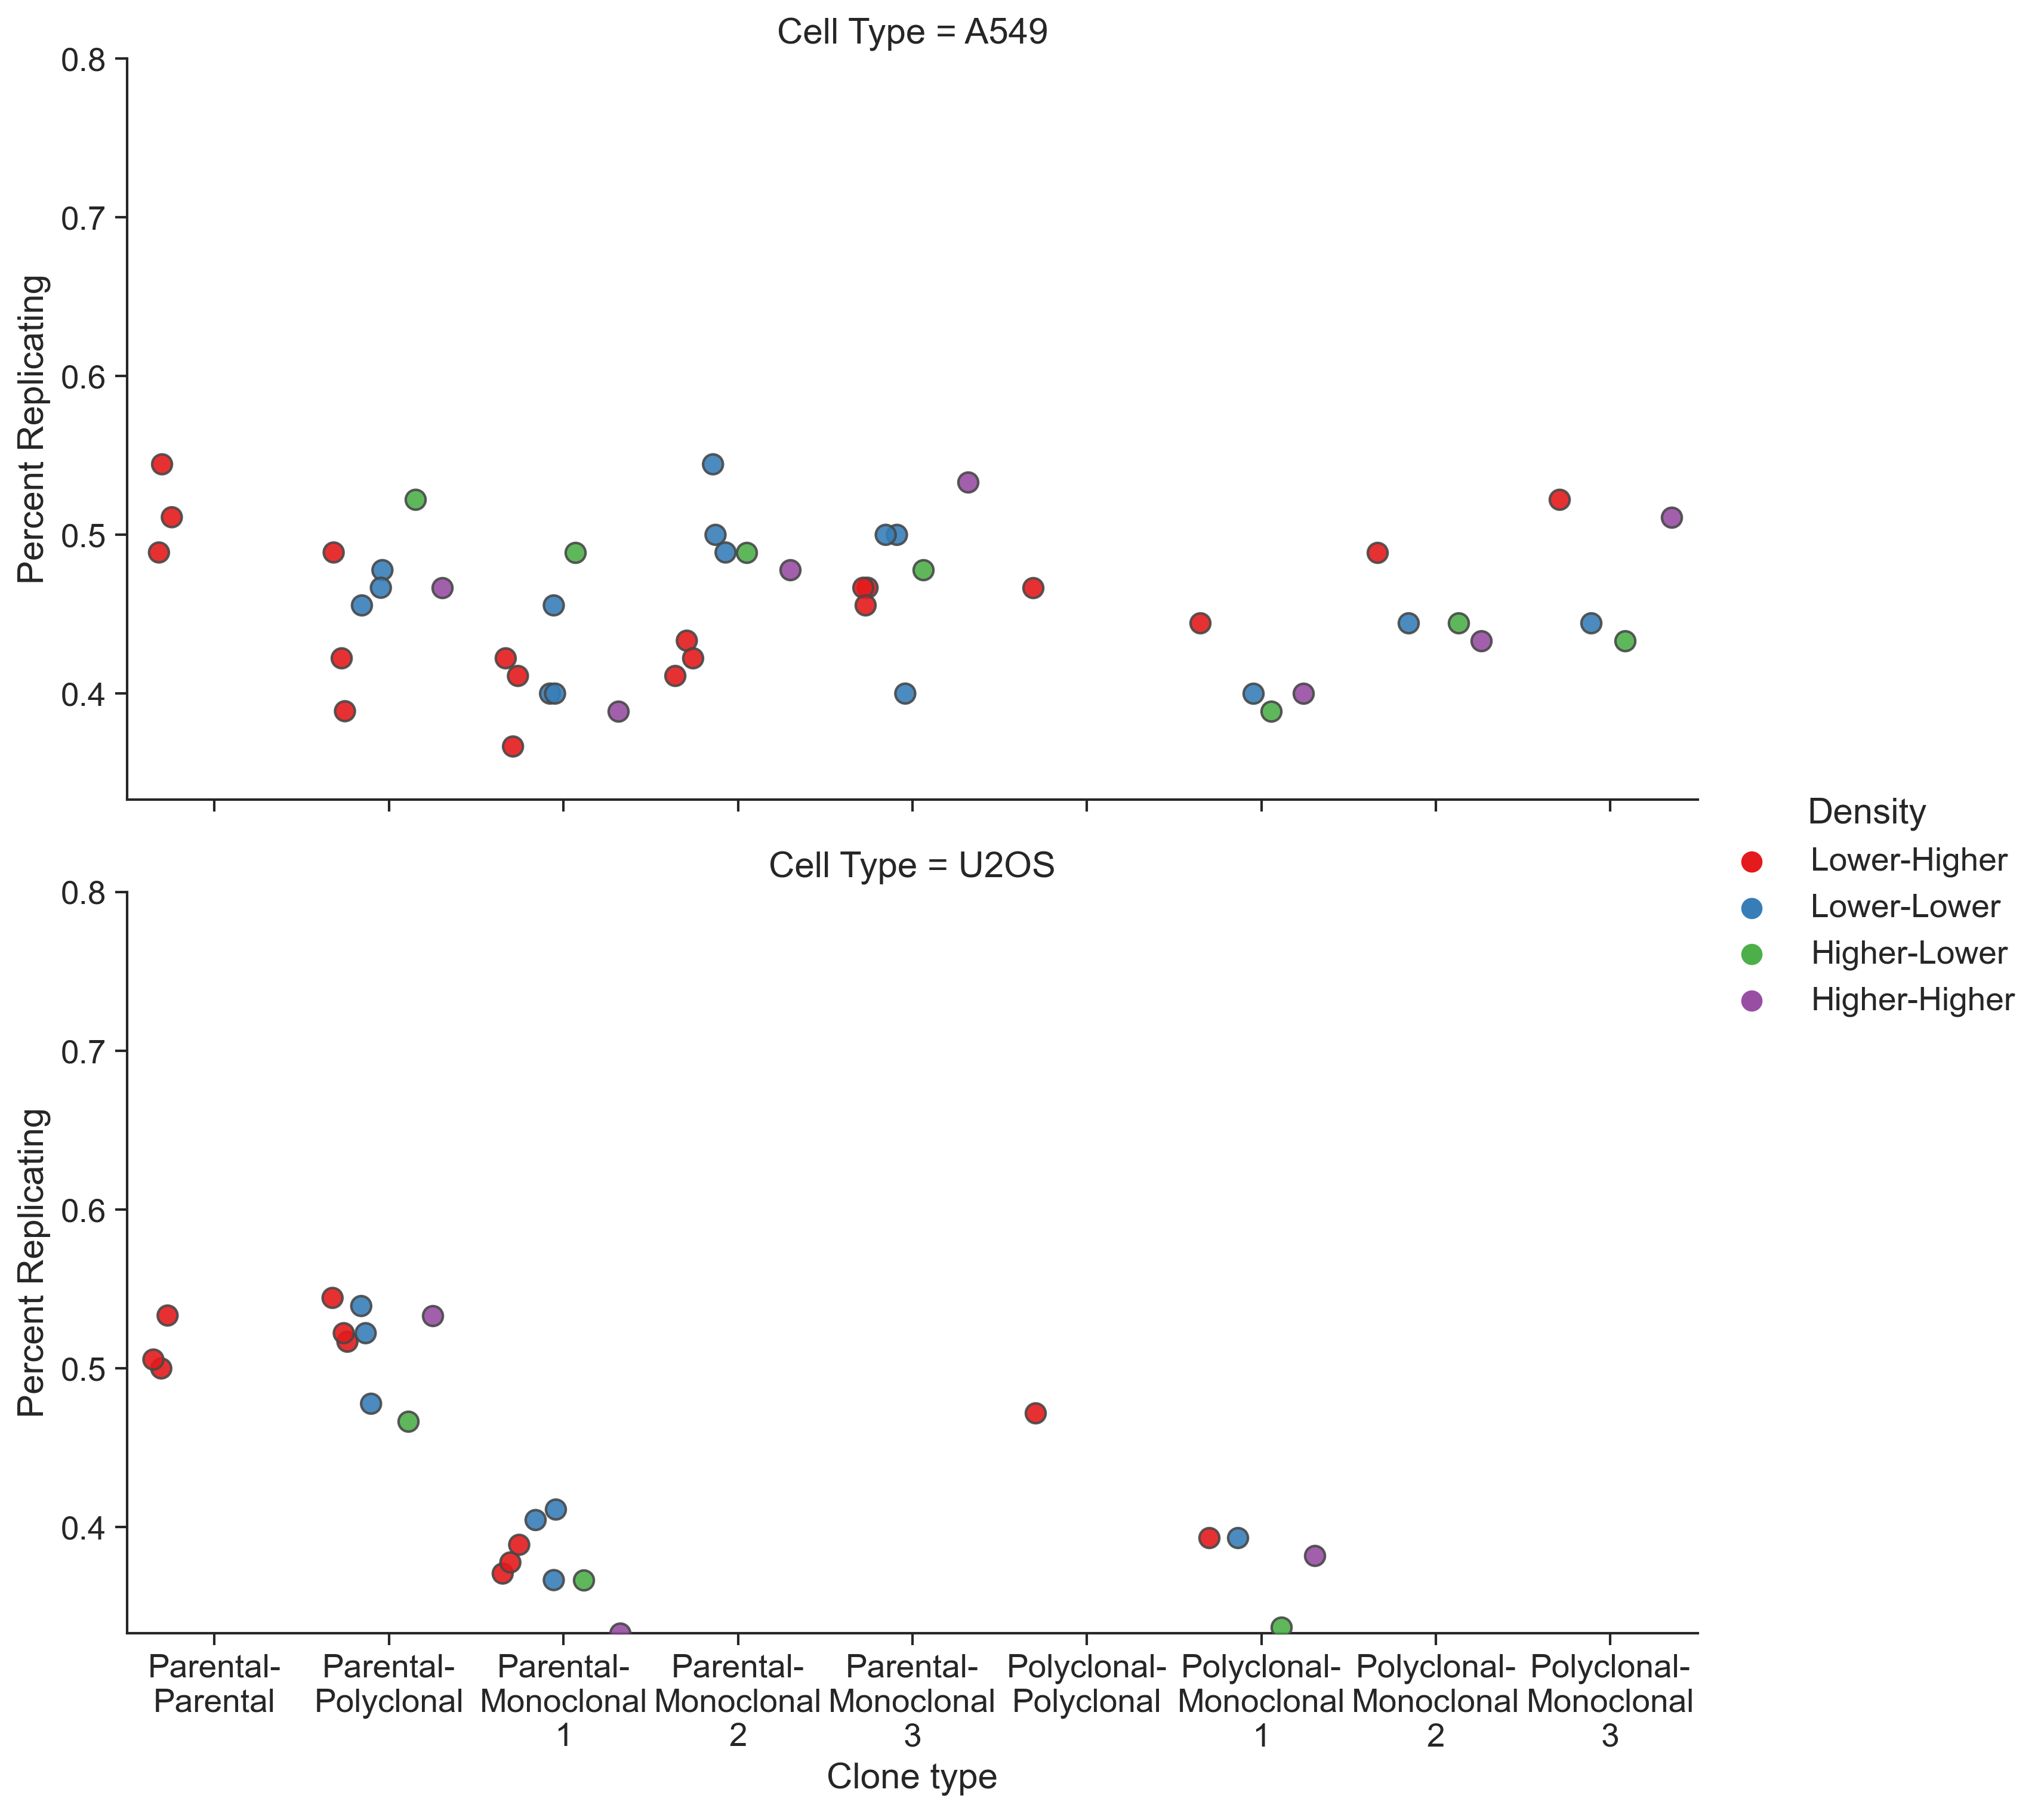 Cell Type = A549
0.8
0.7
0.6
0.5
0.4
Percent Replicating
Cell Type = U2OS
0.8
0.7
0.6
0.5
0.4
Percent Replicating
Parental- Parental- Parental- Parental- Parental- Polyclonal- Polyclonal- Polyclonal- Polyclonal-
Parental Polyclonal Monoclonal Monoclonal Monoclonal Polyclonal Monoclonal Monoclonal Monoclonal
1 2 3 1 2 3
Clone type
Density
Lower-Higher
Lower-Lower
Higher-Lower
Higher-Higher